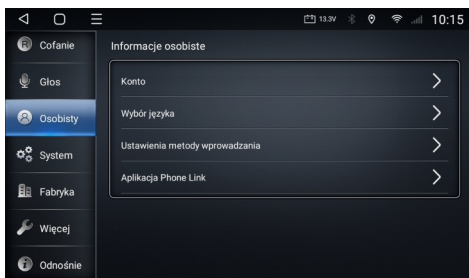 13.3V
10:15
R
Cofanie
Głos
Osobisty
System
Fabryka
Więcej
Odnośnie
Informacje osobiste
Konto
Wybór języka
Ustawienia metody wprowadzania
Aplikacja Phone Link